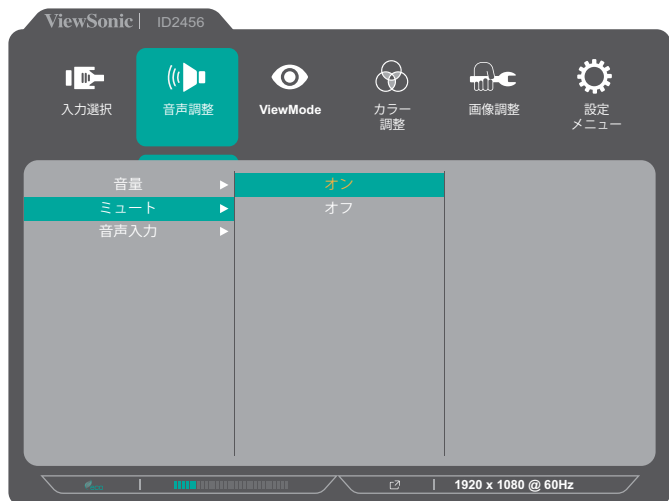 ViewSonic | ID2456
入力選択
音声調整
ViewMode
カラー
調整
画像調整
設定
メニュー
音量
オン
ミュート
オフ
音声入力
1920 x 1080 @ 60Hz